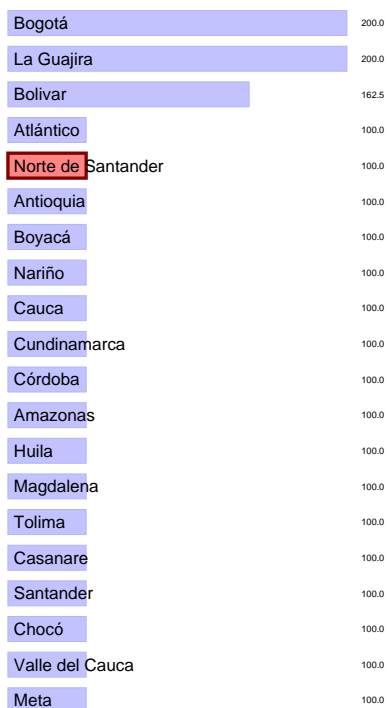 Bogotá 200.0
La Guajira 200.0
Bolivar 162.5
Atlántico 100.0
Norte de Santander 100.0
Antioquia 100.0
Boyacá 100.0
Nariño 100.0
Cauca 100.0
Cundinamarca 100.0
Córdoba 100.0
Amazonas 100.0
Huila 100.0
Magdalena 100.0
Tolima 100.0
Casanare 100.0
Santander 100.0
Chocó 100.0
Valle del Cauca 100.0
Meta 100.0